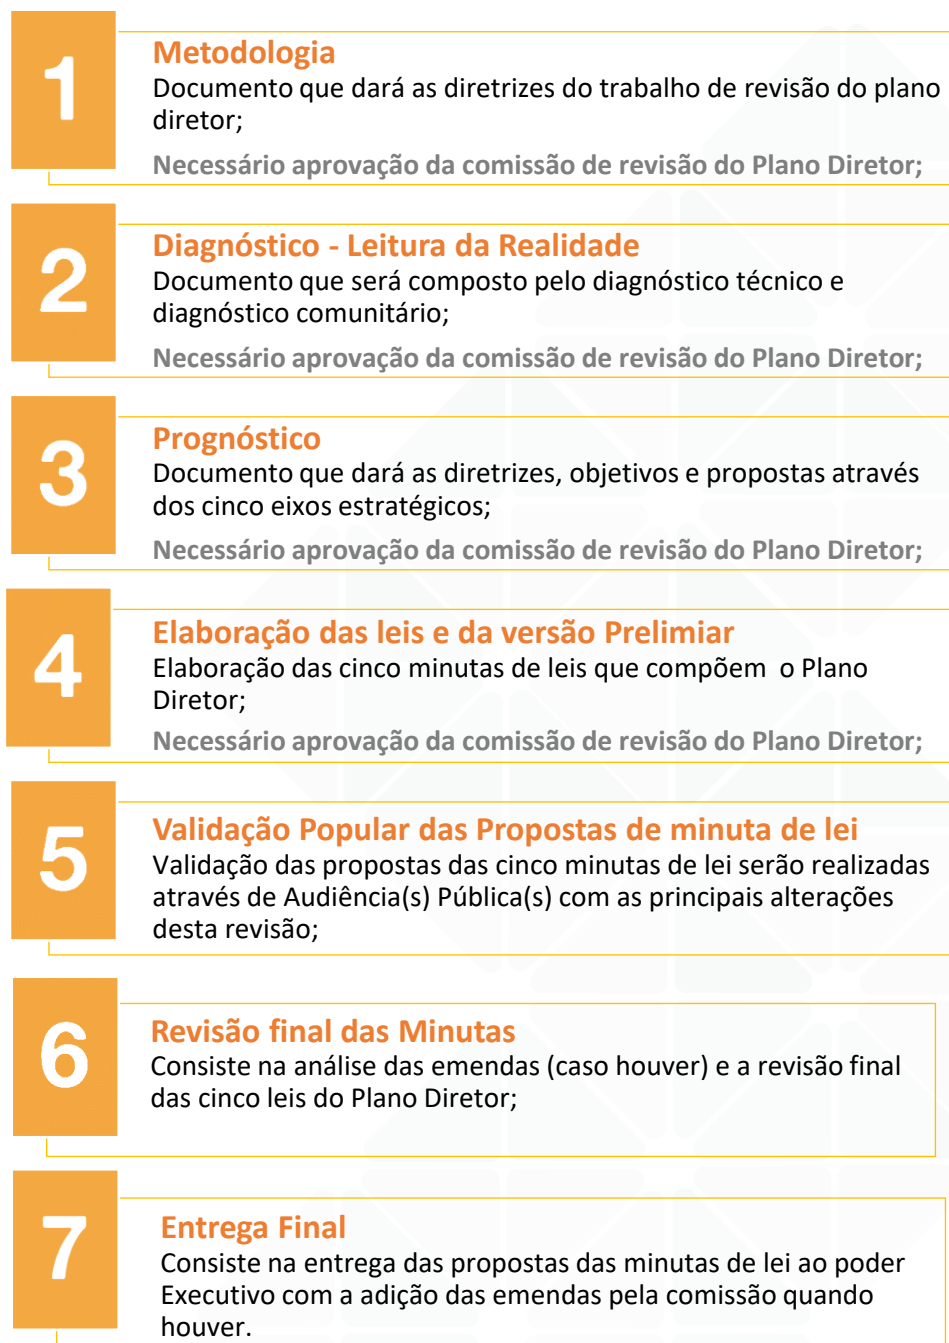 1
Metodologia
Documento que dará as diretrizes do trabalho de revisão do plano
diretor;
Necessário aprovação da comissão de revisão do Plano Diretor;
2
Diagnóstico - Leitura da Realidade
Documento que será composto pelo diagnóstico técnico e
diagnóstico comunitário;
Necessário aprovação da comissão de revisão do Plano Diretor;
3
Prognóstico
Documento que dará as diretrizes, objetivos e propostas através
dos cinco eixos estratégicos;
Necessário aprovação da comissão de revisão do Plano Diretor;
4
Elaboração das leis e da versão Prelimiar
Elaboração das cinco minutas de leis que compõem  o Plano
Diretor;
Necessário aprovação da comissão de revisão do Plano Diretor;
5
Validação Popular das Propostas de minuta de lei
Validação das propostas das cinco minutas de lei serão realizadas
através de Audiência(s) Pública(s) com as principais alterações
desta revisão;
6
Revisão final das Minutas
Consiste na análise das emendas (caso houver) e a revisão final
das cinco leis do Plano Diretor;
7
Entrega Final
Consiste na entrega das propostas das minutas de lei ao poder
Executivo com a adição das emendas pela comissão quando
houver.